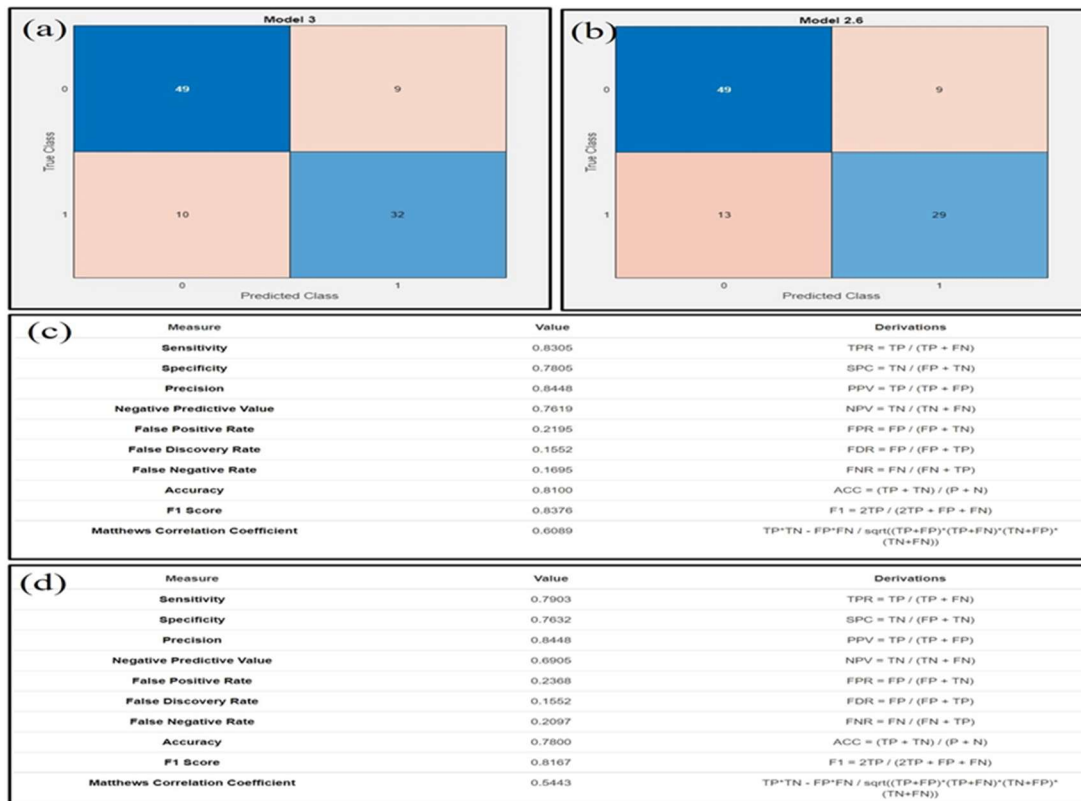 (a)
Model 3
True Class
0
49
9
1
10
32
0
1
Predicted Class
(b)
Model 2.6
True Class
0
49
9
1
13
29
0
1
Predicted Class
(c)
Measure Value Derivations
Sensitivity 0.8305 TPR = TP / (TP + FN)
Specificity 0.7805 SPC = TN / (FP + TN)
Precision 0.8448 PPV = TP / (TP + FP)
Negative Predictive Value 0.7619 NPV = TN / (TN + FN)
False Positive Rate 0.2195 FPR = FP / (FP + TN)
False Discovery Rate 0.1552 FDR = FP / (FP + TP)
False Negative Rate 0.1695 FNR = FN / (FN + TP)
Accuracy 0.8100 ACC = (TP + TN) / (P + N)
F1 Score 0.8376 F1 = 2TP / (2TP + FP + FN)
Matthews Correlation Coefficient 0.6089 TP*TN - FP*FN / sqrt((TP+FP)*(TP+FN)*(TN+FP)*
(TN+FN))
(d)
Measure Value Derivations
Sensitivity 0.7903 TPR = TP / (TP + FN)
Specificity 0.7632 SPC = TN / (FP + TN)
Precision 0.8448 PPV = TP / (TP + FP)
Negative Predictive Value 0.6905 NPV = TN / (TN + FN)
False Positive Rate 0.2368 FPR = FP / (FP + TN)
False Discovery Rate 0.1552 FDR = FP / (FP + TP)
False Negative Rate 0.2097 FNR = FN / (FN + TP)
Accuracy 0.7800 ACC = (TP + TN) / (P + N)
F1 Score 0.8167 F1 = 2TP / (2TP + FP + FN)
Matthews Correlation Coefficient 0.5443 TP*TN - FP*FN / sqrt((TP+FP)*(TP+FN)*(TN+FP)*
(TN+FN))